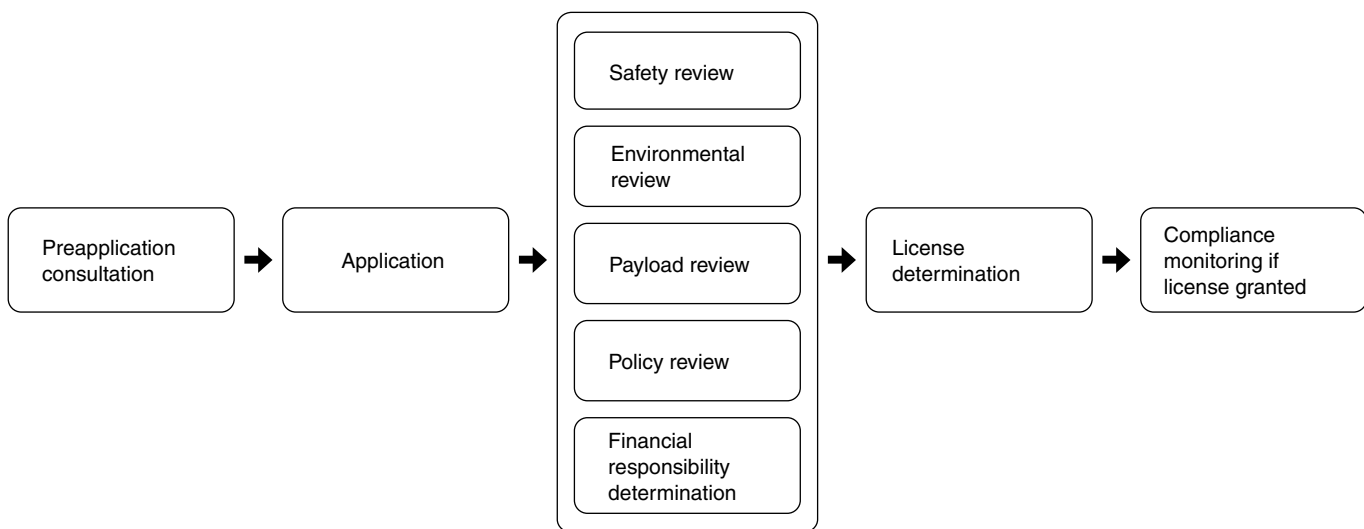 Preapplication
consultation
Application
Safety review
Environmental
review
Payload review
Policy review
Financial
responsibility
determination
License
determination
Compliance
monitoring if
license granted